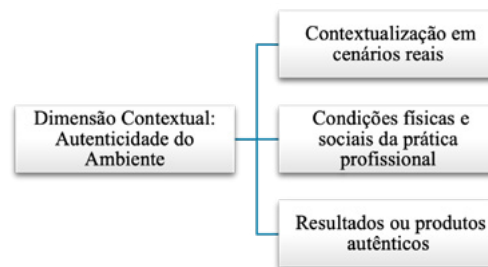 Contextualização em
cenários reais
Dimensão Contextual:
Autenticidade do
Ambiente
Condições físicas e
sociais da prática
profissional
Resultados ou produtos
autênticos